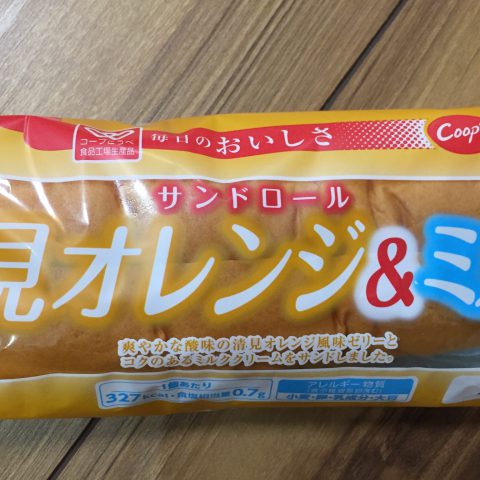 コープこうべ
食品工場生産品
毎日のおいしさ
Coop
サンドロール
見オレンジ&ミ
爽やかな酸味の清見オレンジ風味ゼリーと
コクのあるミルククリームをサンドしました。
1個あたり
327kcal・食塩相当量0.7g
アレルギー物質
小麦・卵・乳成分・大豆